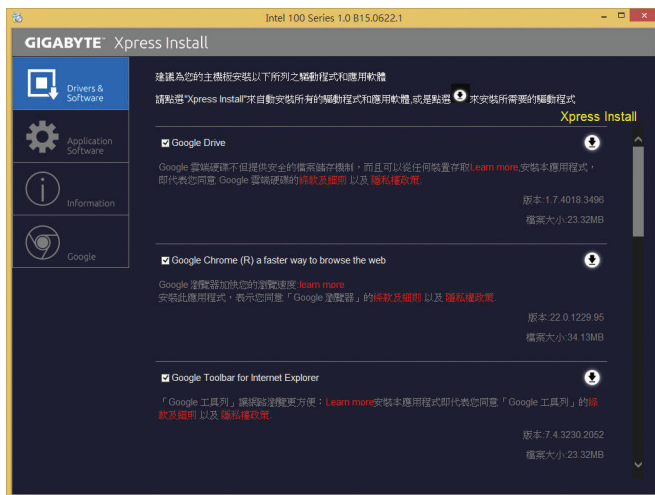 Intel 100 Series 1.0 B15.0622.1
GIGABYTE™ Xpress Install
Drivers &
Software
Application
Software
Information
Google
建議為您的主機板安裝以下所列之驅動程式和應用軟體
請點選"Xpress Install"來自動安裝所有的驅動程式和應用軟體,或是點選 來安裝所需要的驅動程式
Xpress Install
Google Drive
Google 雲端硬碟不但提供安全的檔案儲存機制，而且可以從任何裝置存取Learn more,安裝本應用程式，
即代表您同意 Google 雲端硬碟的條款及細則 以及 隱私權政策.
版本:1.7.4018.3496
檔案大小:23.32MB
Google Chrome (R) a faster way to browse the web
Google 瀏覽器加快您的瀏覽速度:learn more
安裝此應用程式，表示您同意「Google 瀏覽器」的條款及細則 以及 隱私權政策.
版本:22.0.1229.95
檔案大小:34.13MB
Google Toolbar for Internet Explorer
「Google 工具列」讓網路瀏覽更方便：Learn more安裝本應用程式即代表您同意「Google 工具列」的條
款及細則 以及 隱私權政策.
版本:7.4.3230.2052
檔案大小:23.32MB